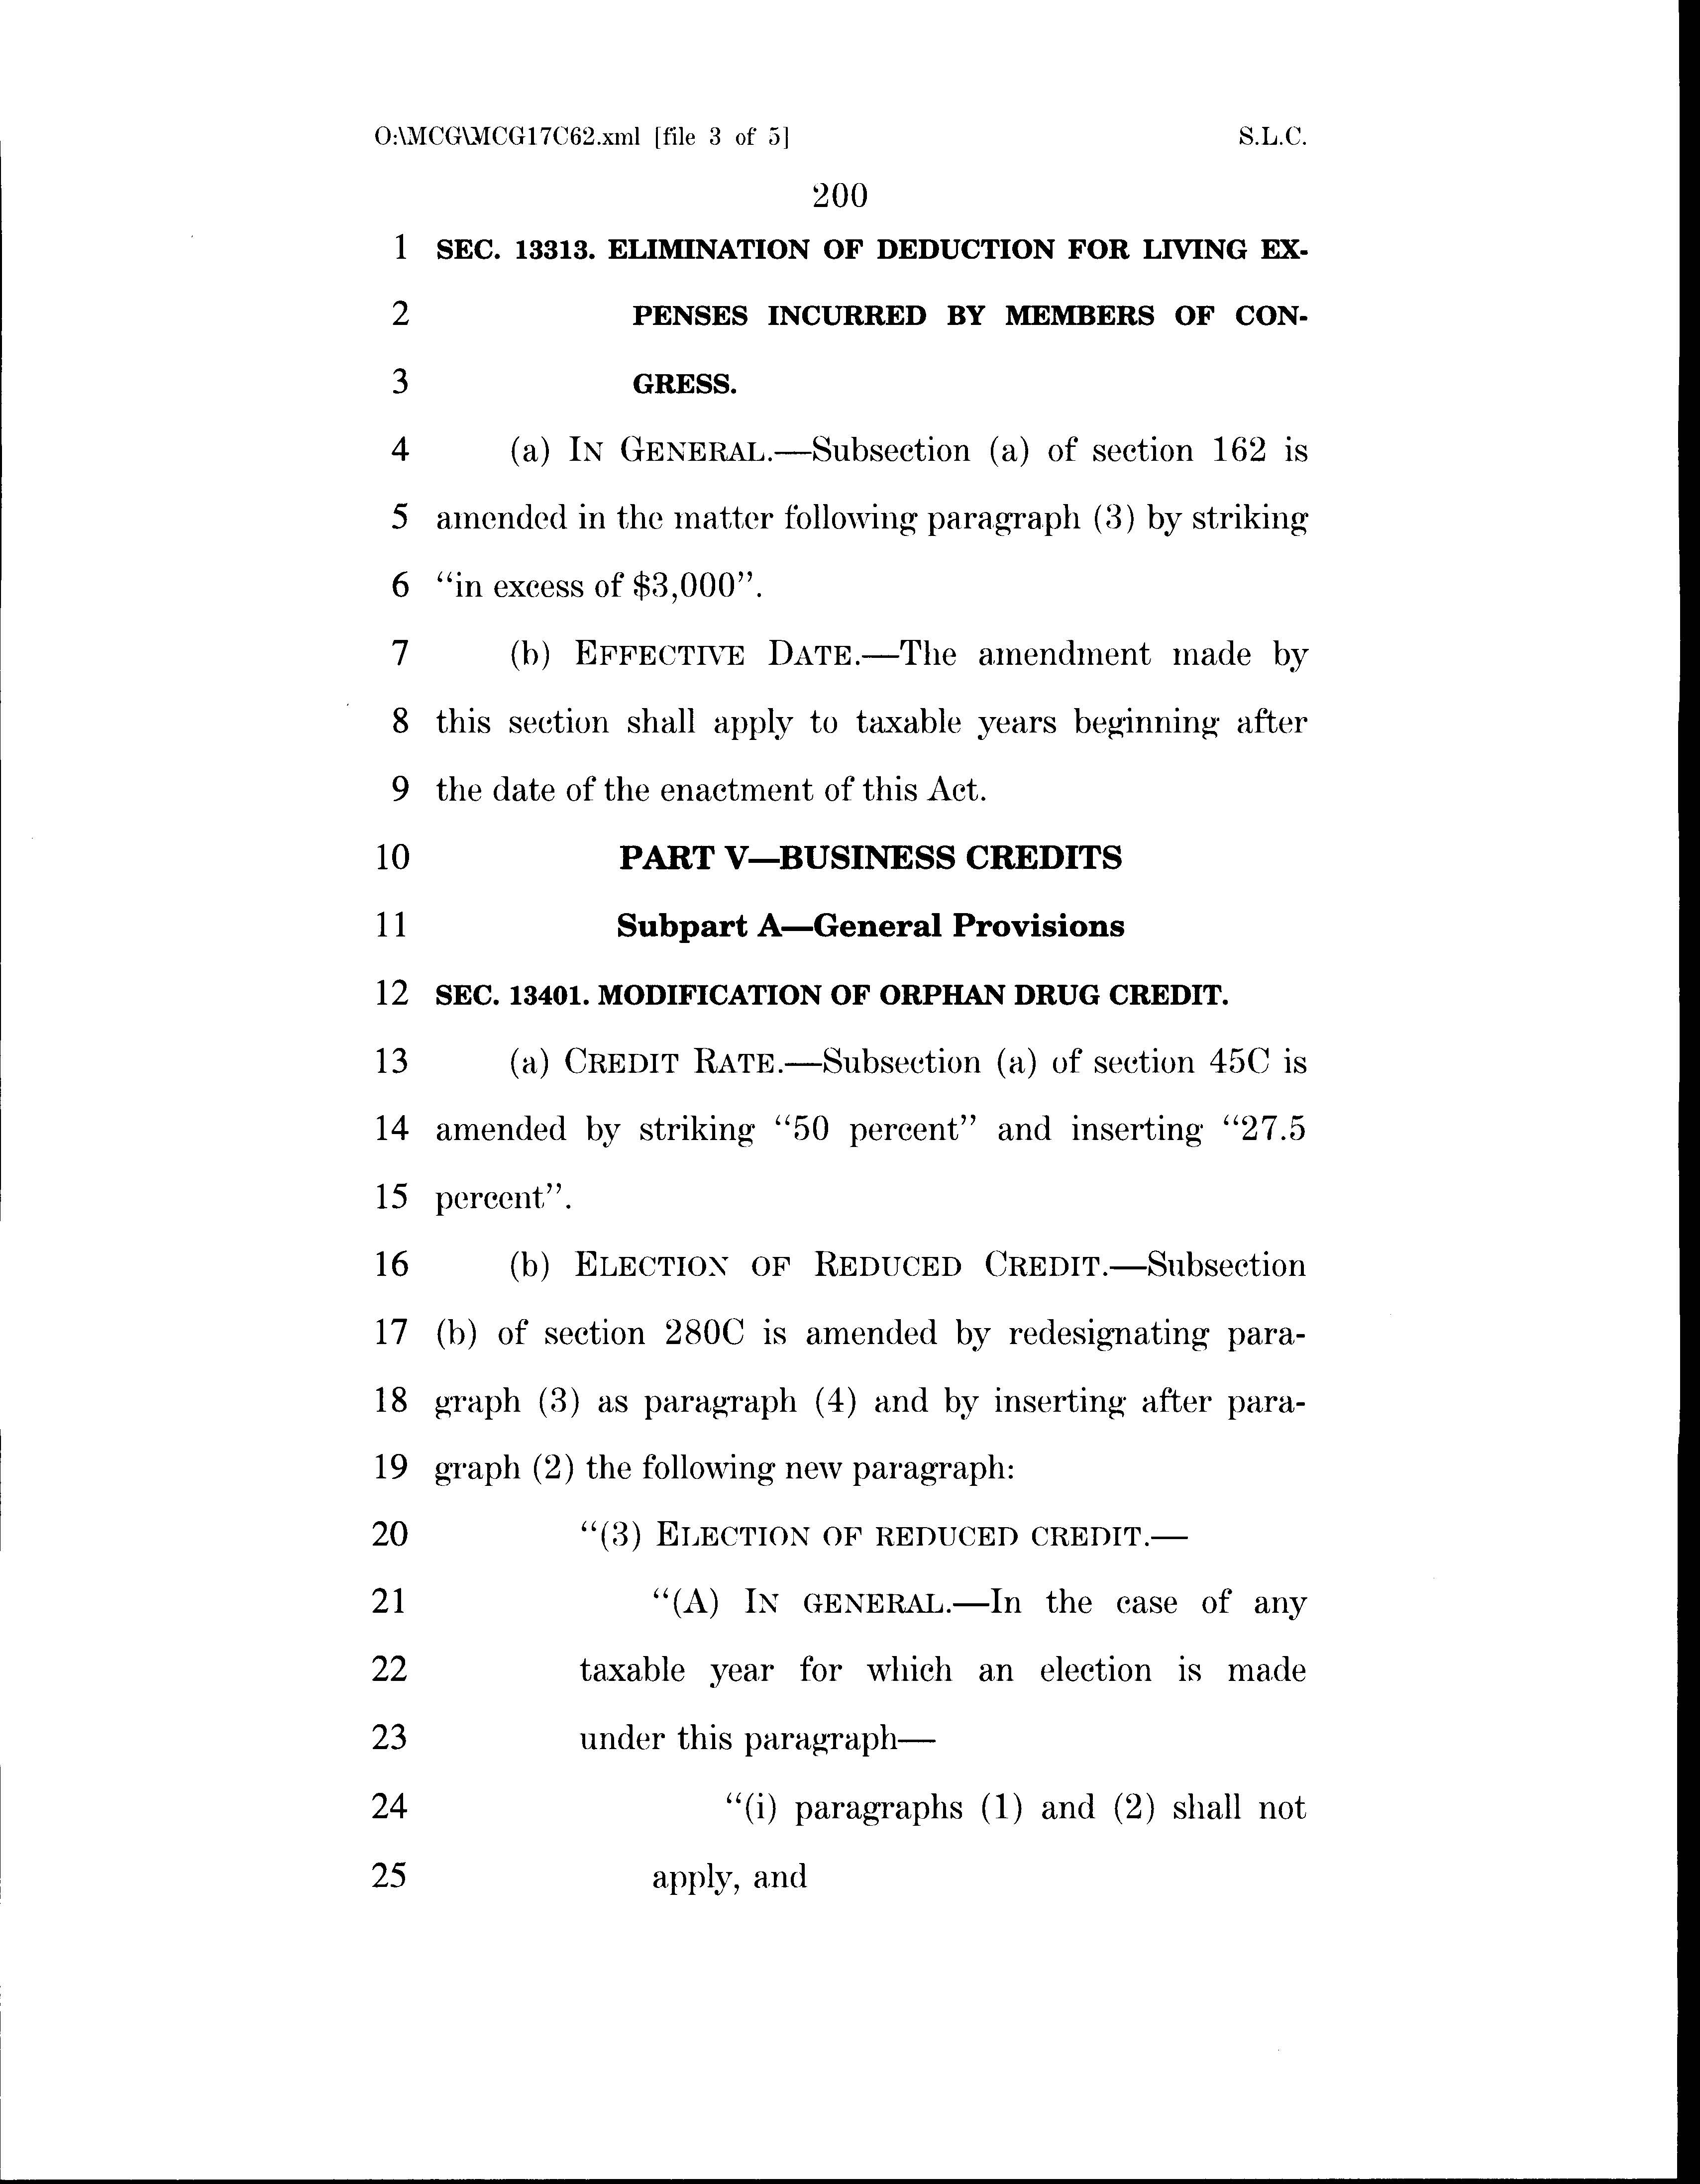 O:\MCG\MCG17C62.xml [file 3 of 5] S.L.C.
200
1 SEC. 13313. ELIMINATION OF DEDUCTION FOR LIVING EX-
2 PENSES INCURRED BY MEMBERS OF CON-
3 GRESS.
4 (a) IN GENERAL.—Subsection (a) of section 162 is
5 amended in the matter following paragraph (3) by striking
6 “in excess of $3,000”.
7 (b) EFFECTIVE DATE.—The amendment made by
8 this section shall apply to taxable years beginning after
9 the date of the enactment of this Act.
10 PART V—BUSINESS CREDITS
11 Subpart A—General Provisions
12 SEC. 13401. MODIFICATION OF ORPHAN DRUG CREDIT.
13 (a) CREDIT RATE.—Subsection (a) of section 45C is
14 amended by striking “50 percent” and inserting “27.5
15 percent”.
16 (b) ELECTION OF REDUCED CREDIT.—Subsection
17 (b) of section 280C is amended by redesignating para-
18 graph (3) as paragraph (4) and by inserting after para-
19 graph (2) the following new paragraph:
20 “(3) ELECTION OF REDUCED CREDIT.—
21 “(A) IN GENERAL.—In the case of any
22 taxable year for which an election is made
23 under this paragraph—
24 “(i) paragraphs (1) and (2) shall not
25 apply, and